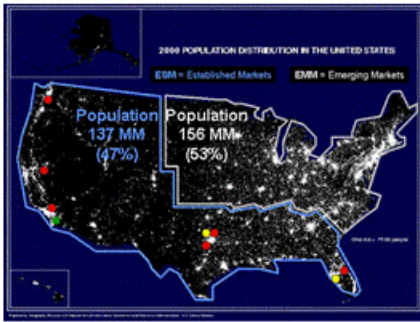 2000 POPULATION DISTRIBUTION IN THE UNITED STATES
ESM = Established Markets
EMM = Emerging Markets
Population
137 MM
(47%)
Population
156 MM
(53%)